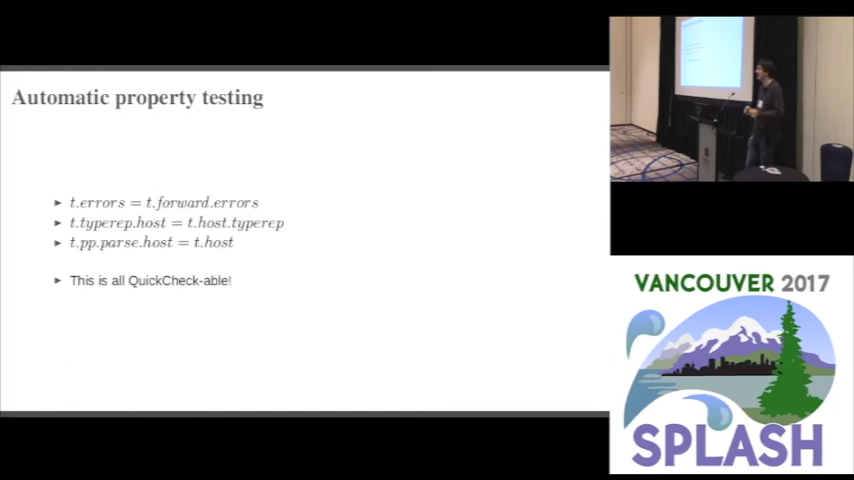 Automatic property testing
▸ t.errors = t.forward.errors
▸ t.typerep.host = t.host.typerep
▸ t.pp.parse.host = t.host
▸ This is all QuickCheck-able!
VANCOUVER 2017
SPLASH